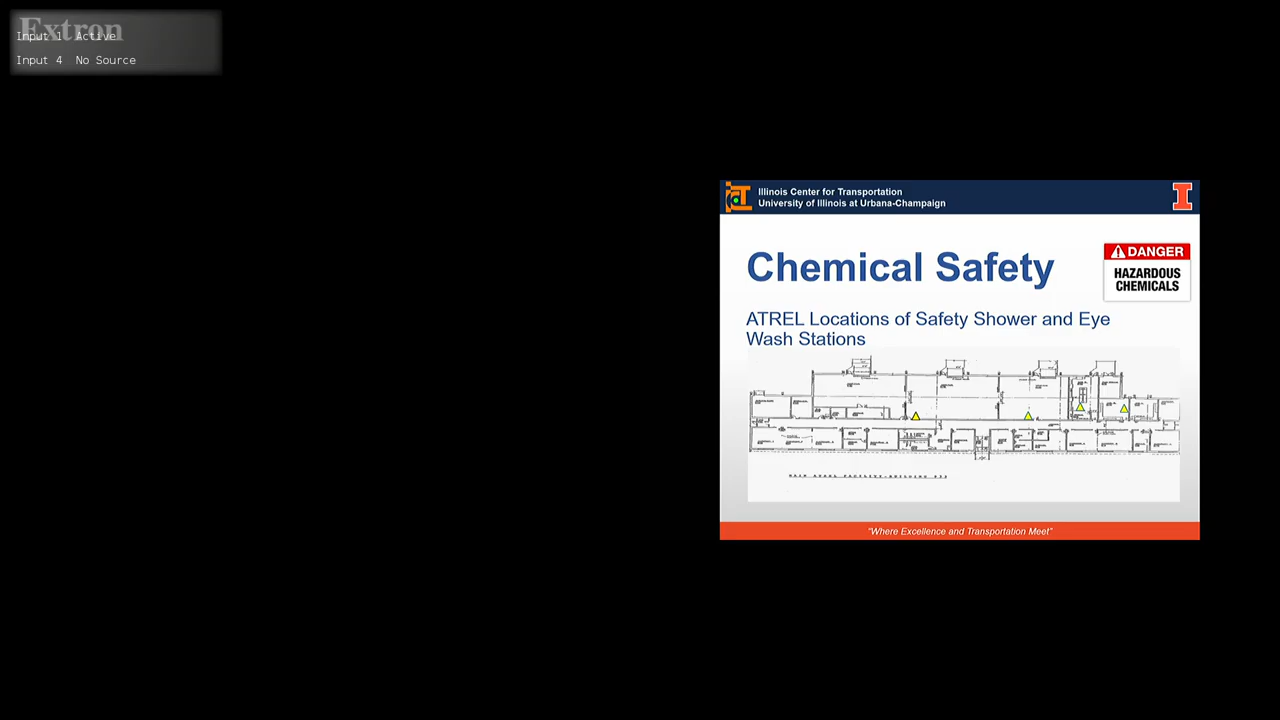 Extron
Input 1 Active
Input 4 No Source
Illinois Center for Transportation
University of Illinois at Urbana-Champaign
Chemical Safety
DANGER
HAZARDOUS
CHEMICALS
ATREL Locations of Safety Shower and Eye
Wash Stations
"Where Excellence and Transportation Meet"